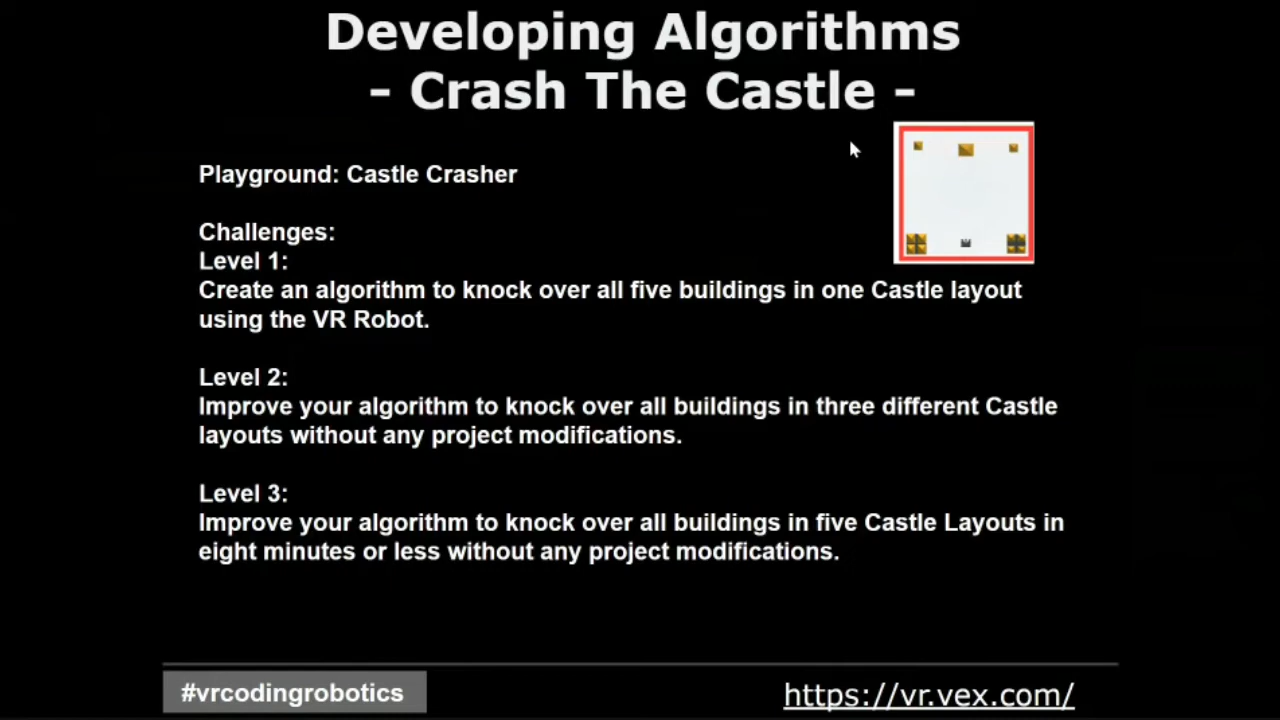 Developing Algorithms
- Crash The Castle -
Playground: Castle Crasher
Challenges:
Level 1:
Create an algorithm to knock over all five buildings in one Castle layout
using the VR Robot.
Level 2:
Improve your algorithm to knock over all buildings in three different Castle
layouts without any project modifications.
Level 3:
Improve your algorithm to knock over all buildings in five Castle Layouts in
eight minutes or less without any project modifications.
#vrcodingrobotics
https://vr.vex.com/